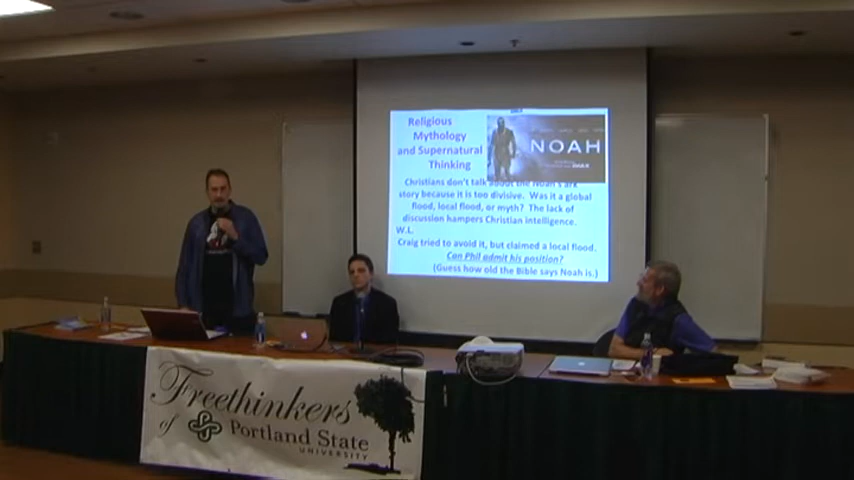 Religious
Mythology
and Supernatural
Thinking
NOAH
Christians don't talk about the Noah's ark
story because it is too divisive. Was it a global
flood, local flood, or myth? The lack of
discussion hampers Christian intelligence.
W.L.
Craig tried to avoid it, but claimed a local flood.
Can Phil admit his position?
(Guess how old the Bible says Noah is.)
Freethinkers
of Portland State
UNIVERSITY